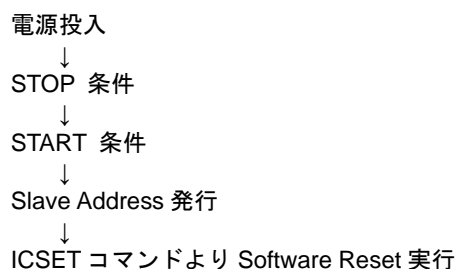 電源投入
↓
STOP 条件
↓
START 条件
↓
Slave Address 発行
↓
ICSET コマンドより Software Reset 実行